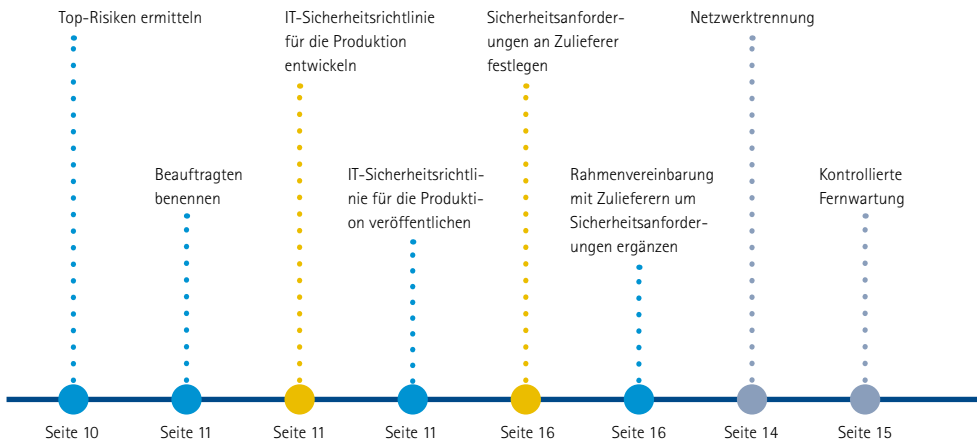 Top-Risiken ermitteln
IT-Sicherheitsrichtlinie
für die Produktion
entwickeln
Sicherheitsanforder-
ungen an Zulieferer
festlegen
Netzwerktrennung
Beauftragten
benennen
IT-Sicherheitsrichtli-
nie für die Produkti-
on veröffentlichen
Rahmenvereinbarung
mit Zulieferern um
Sicherheitsanforder-
ungen ergänzen
Kontrollierte
Fernwartung
Seite 10
Seite 11
Seite 11
Seite 11
Seite 16
Seite 16
Seite 14
Seite 15